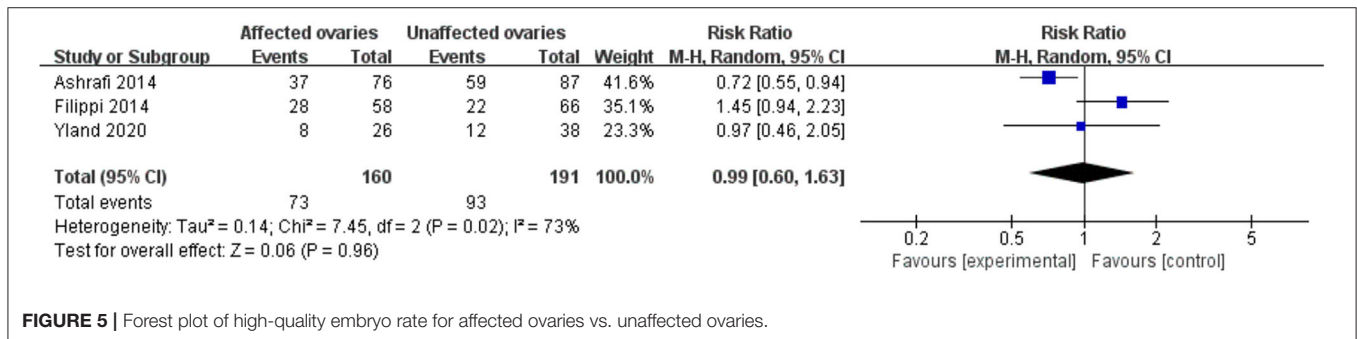 Affected ovaries Unaffected ovaries Risk Ratio Risk Ratio
Study or Subgroup Events Total Events Total Weight M-H, Random, 95% CI M-H, Random, 95% CI
Ashrafi 2014 37 76 59 87 41.6% 0.72 [0.55, 0.94]
Filippi 2014 28 58 22 66 35.1% 1.45 [0.94, 2.23]
Yland 2020 8 26 12 38 23.3% 0.97 [0.46, 2.05]
Total (95% CI) 160 191 100.0% 0.99 [0.60, 1.63]
Total events 73 93
Heterogeneity: Tau² = 0.14; Chi² = 7.45, df = 2 (P = 0.02); I² = 73%
Test for overall effect: Z = 0.06 (P = 0.96)
0.2 0.5 1 2 5
Favours [experimental] Favours [control]
FIGURE 5 | Forest plot of high-quality embryo rate for affected ovaries vs. unaffected ovaries.